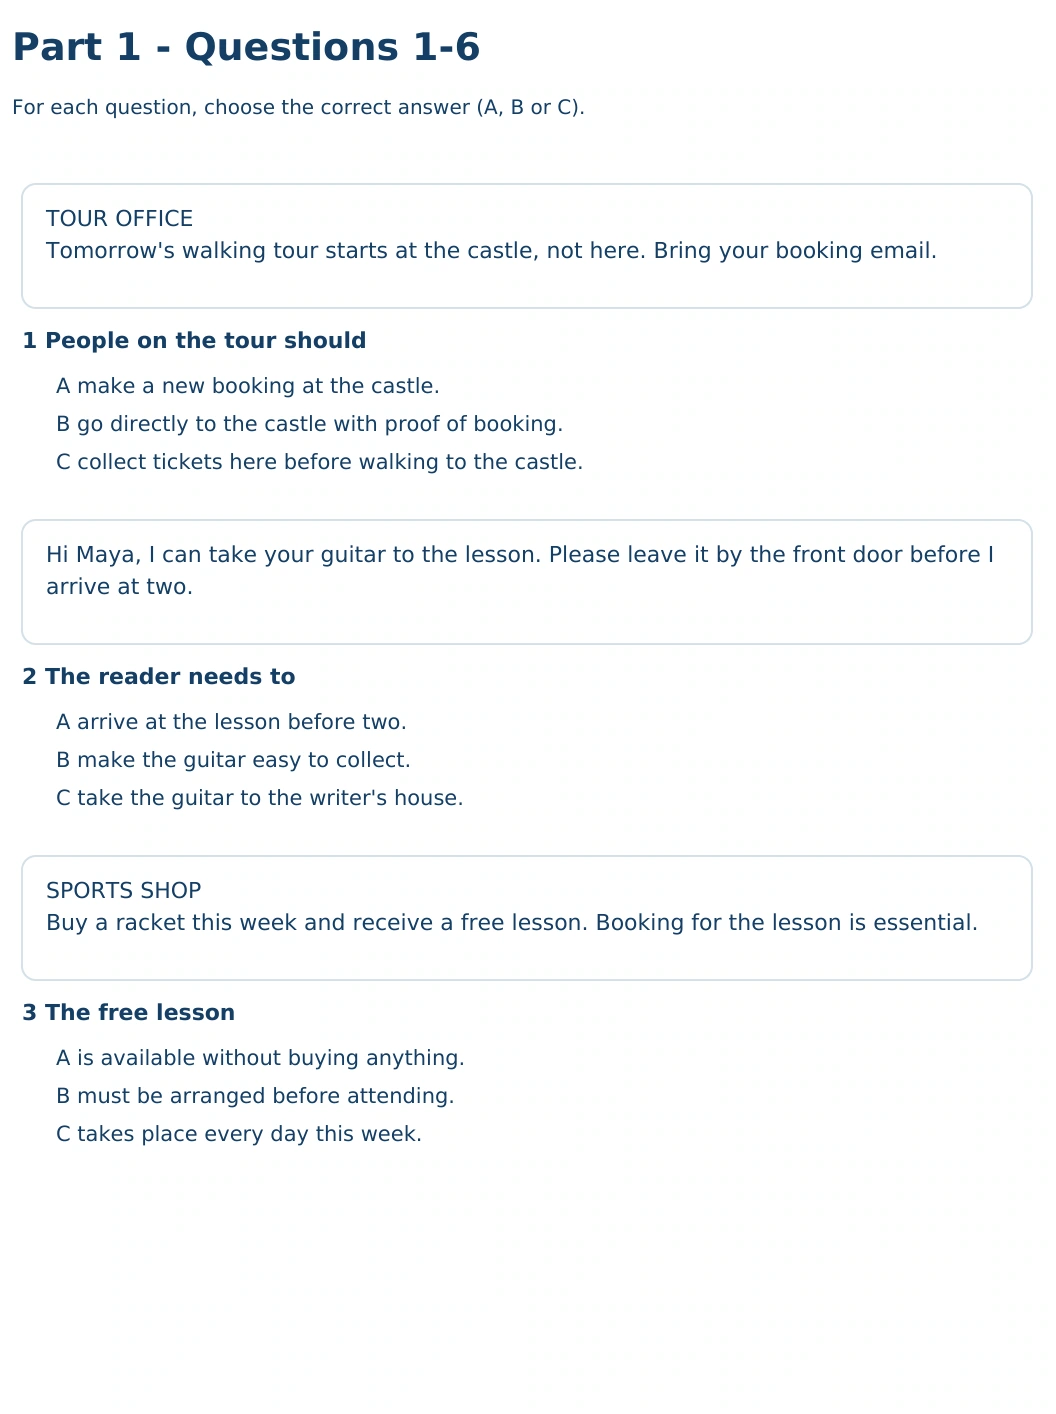 Part 1 - Questions 1-6
For each question, choose the correct answer (A, B or C).
TOUR OFFICE
Tomorrow's walking tour starts at the castle, not here. Bring your booking email.
1 People on the tour should
A make a new booking at the castle.
B go directly to the castle with proof of booking.
C collect tickets here before walking to the castle.
Hi Maya, I can take your guitar to the lesson. Please leave it by the front door before I
arrive at two.
2 The reader needs to
A arrive at the lesson before two.
B make the guitar easy to collect.
C take the guitar to the writer's house.
SPORTS SHOP
Buy a racket this week and receive a free lesson. Booking for the lesson is essential.
3 The free lesson
A is available without buying anything.
B must be arranged before attending.
C takes place every day this week.